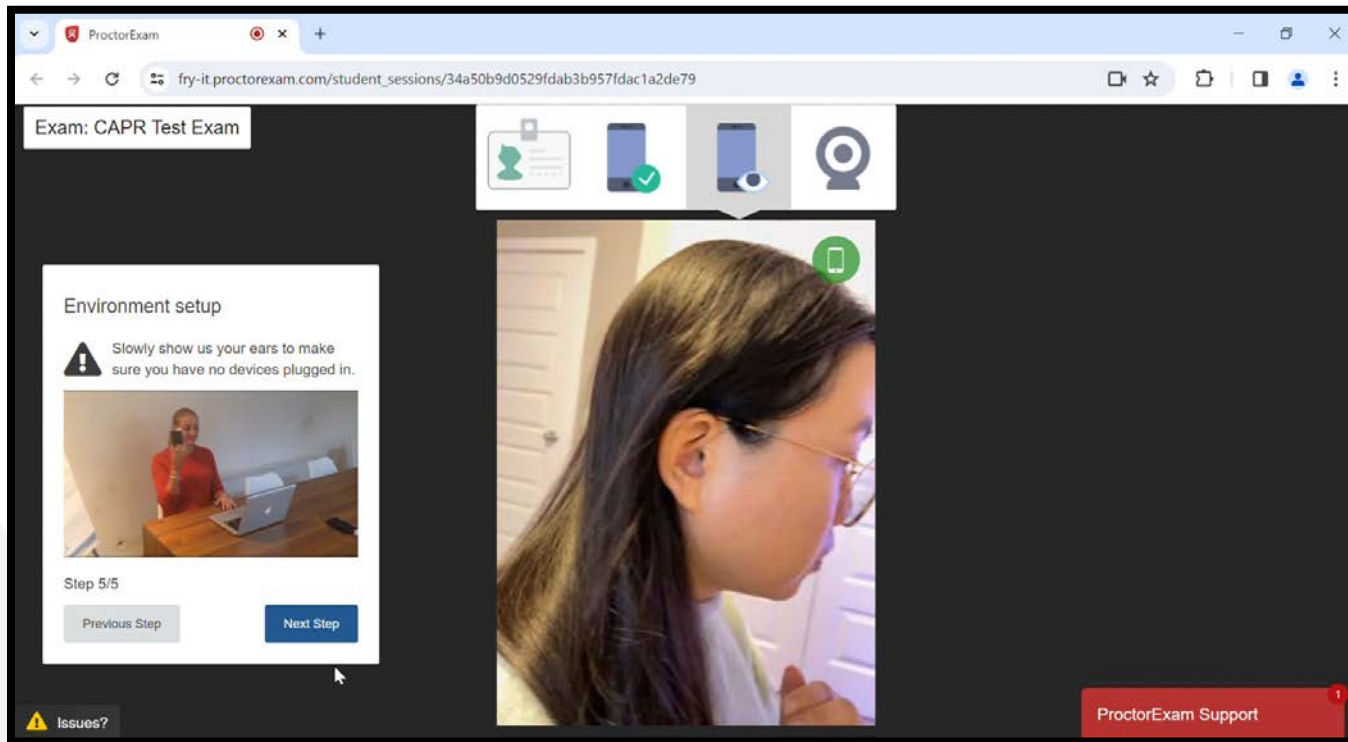 ProctorExam
fry-it.proctorexam.com/student_sessions/34a50b9d0529fdab3b957fdac1a2de79
Exam: CAPR Test Exam
Environment setup
Slowly show us your ears to make
sure you have no devices plugged in.
Step 5/5
Previous Step
Next Step
Issues?
ProctorExam Support
1